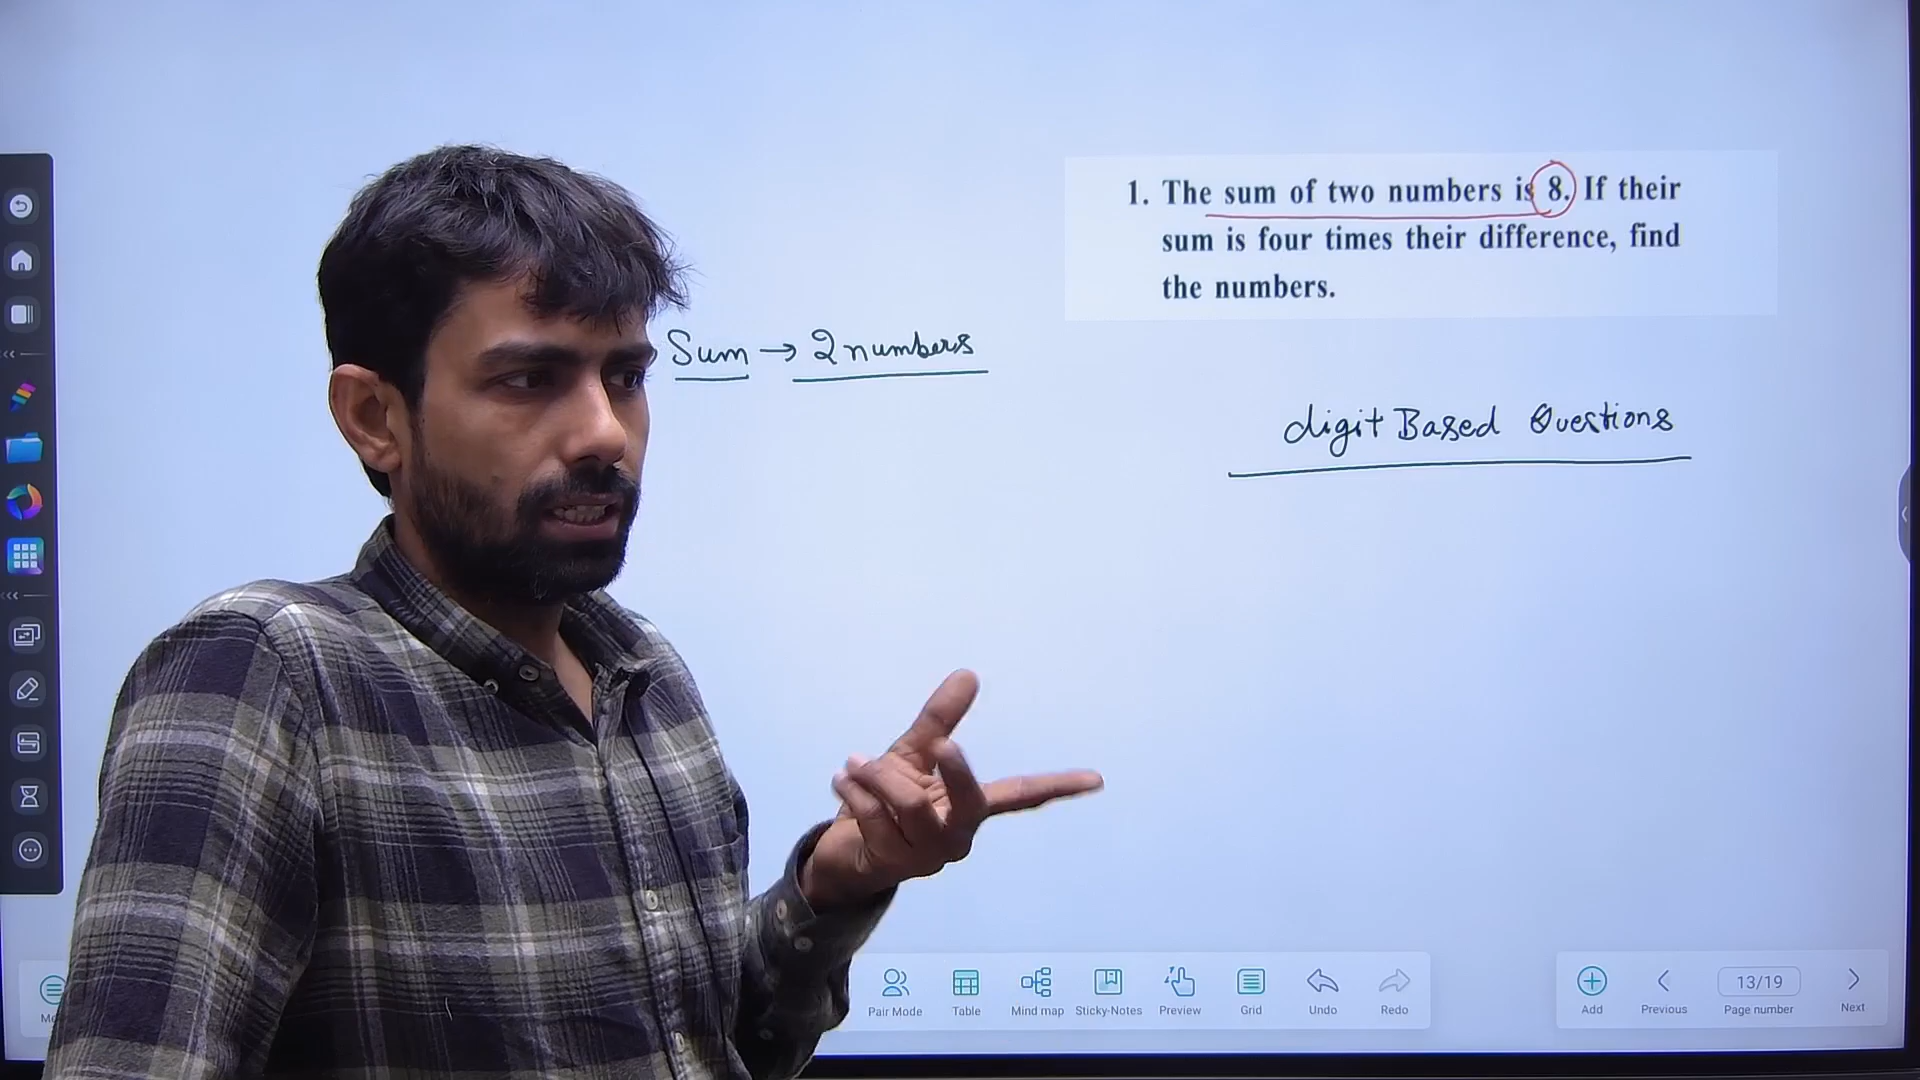 1. The sum of two numbers is 8. If their
sum is four times their difference, find
the numbers.
Sum → 2 numbers
digit Based Questions
Pair Mode
Table
Mind map
Sticky-Notes
Preview
Grid
Undo
Redo
Add
Previous
13/19
Page number
Next